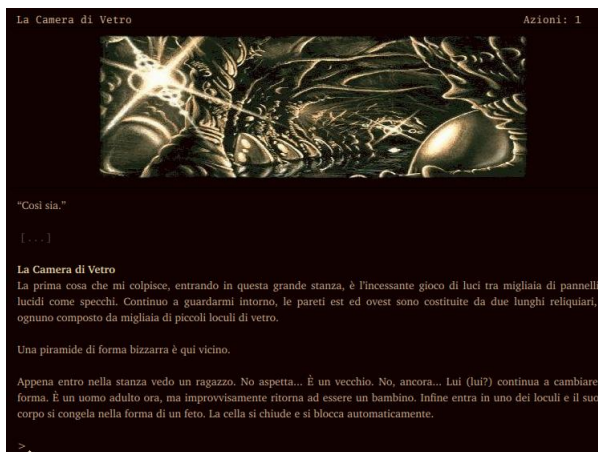 La Camera di Vetro Azioni: 1
“Così sia.”
[...]
La Camera di Vetro
La prima cosa che mi colpisce, entrando in questa grande stanza, è l'incessante gioco di luci tra migliaia di pannelli
lucidi come specchi. Continuo a guardarmi intorno, le pareti est ed ovest sono costituite da due lunghi reliquiari,
ognuno composto da migliaia di piccoli loculi di vetro.
Una piramide di forma bizzarra è qui vicino.
Appena entro nella stanza vedo un ragazzo. No aspetta... È un vecchio. No, ancora... Lui (lui?) continua a cambiare
forma. È un uomo adulto ora, ma improvvisamente ritorna ad essere un bambino. Infine entra in uno dei loculi e il suo
corpo si congela nella forma di un feto. La cella si chiude e si blocca automaticamente.
>